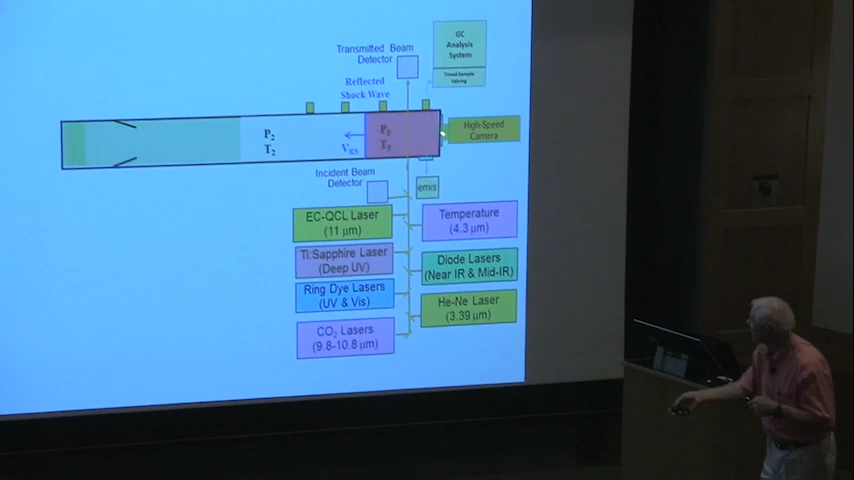 GC
Analysis
System
Timed Sample
Valving
Transmitted Beam
Detector
Reflected
Shock Wave
High-Speed
Camera
P2
T2
VRS
P5
T5
Incident Beam
Detector
emis
EC-QCL Laser
(11 µm)
Temperature
(4.3 µm)
Ti:Sapphire Laser
(Deep UV)
Diode Lasers
(Near IR & Mid-IR)
Ring Dye Lasers
(UV & Vis)
He-Ne Laser
(3.39 µm)
CO2 Lasers
(9.8-10.8 µm)